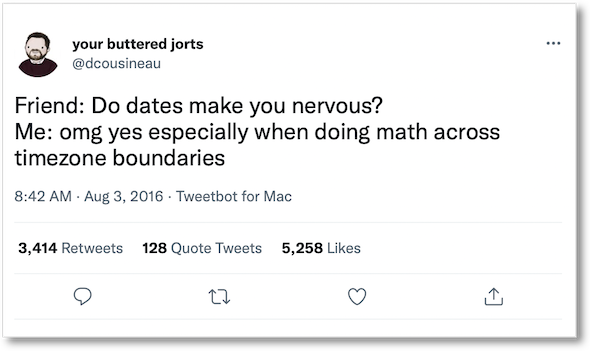 your buttered jorts
@dcousineau
Friend: Do dates make you nervous?
Me: omg yes especially when doing math across
timezone boundaries
8:42 AM · Aug 3, 2016 · Tweetbot for Mac
3,414 Retweets 128 Quote Tweets 5,258 Likes